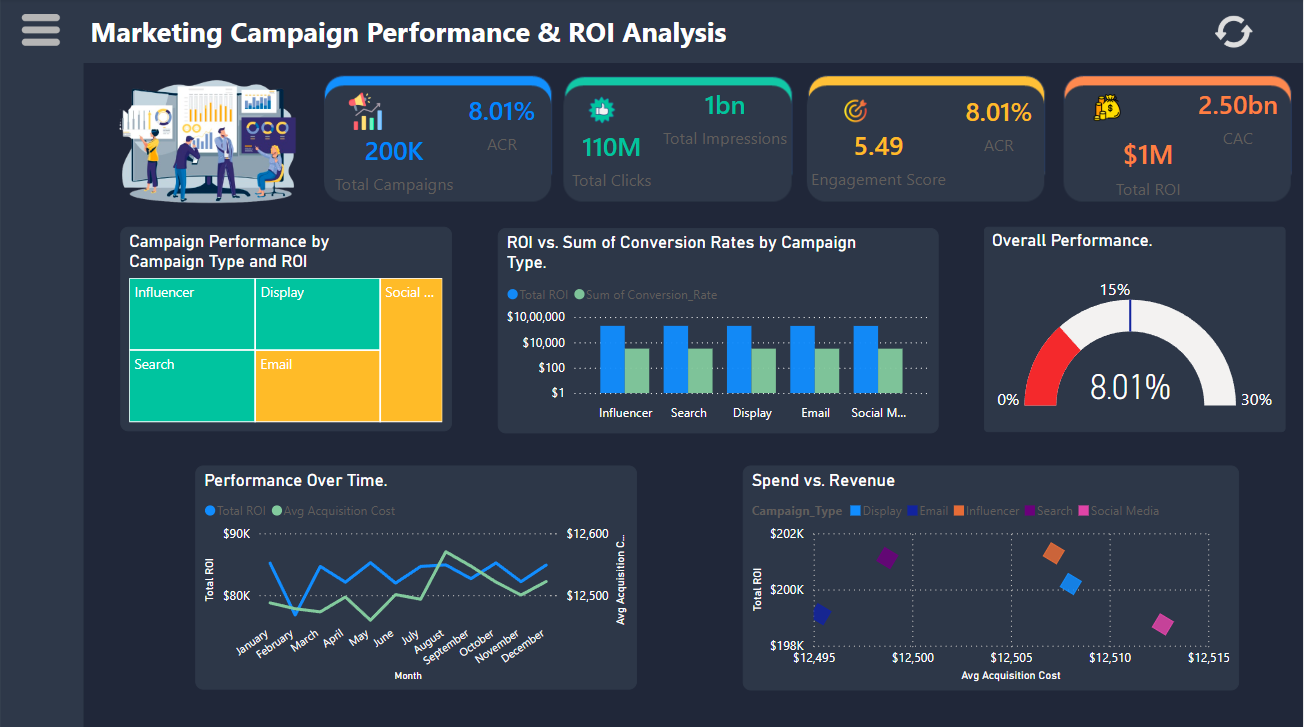 Marketing Campaign Performance & ROI Analysis
8.01%
ACR
200K
Total Campaigns
1bn
Total Impressions
110M
Total Clicks
8.01%
ACR
5.49
Engagement Score
2.50bn
CAC
$1M
Total ROI
Campaign Performance by
Campaign Type and ROI
Influencer
Display
Social ...
Search
Email
ROI vs. Sum of Conversion Rates by Campaign
Type.
Total ROI Sum of Conversion_Rate
$10,00,000
$10,000
$100
$1
Influencer Search Display Email Social M...
Overall Performance.
15%
8.01%
0%
30%
Performance Over Time.
Total ROI Avg Acquisition Cost
$90K
$80K
Total ROI
$12,600
$12,500
Avg Acquisition C...
January February March April May June July August September October November December
Month
Spend vs. Revenue
Campaign_Type Display Email Influencer Search Social Media
$202K
$200K
$198K
Total ROI
$12,495 $12,500 $12,505 $12,510 $12,515
Avg Acquisition Cost